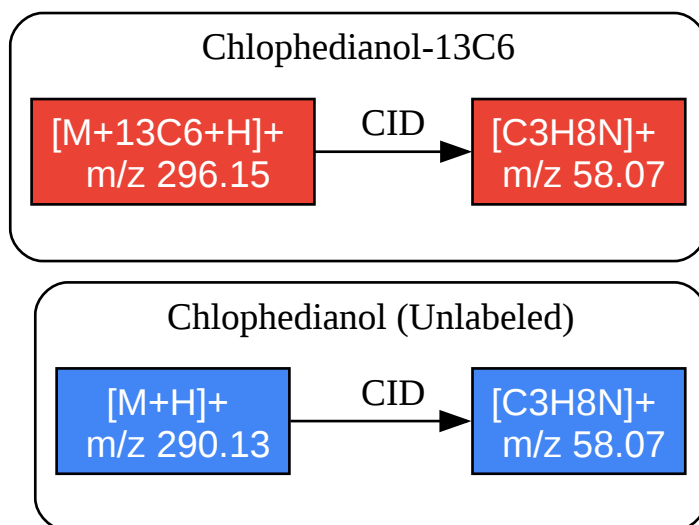 Chlophedianol-13C6
[M+13C6+H]+
m/z 296.15
CID
[C3H8N]+
m/z 58.07
Chlophedianol (Unlabeled)
[M+H]+
m/z 290.13
CID
[C3H8N]+
m/z 58.07